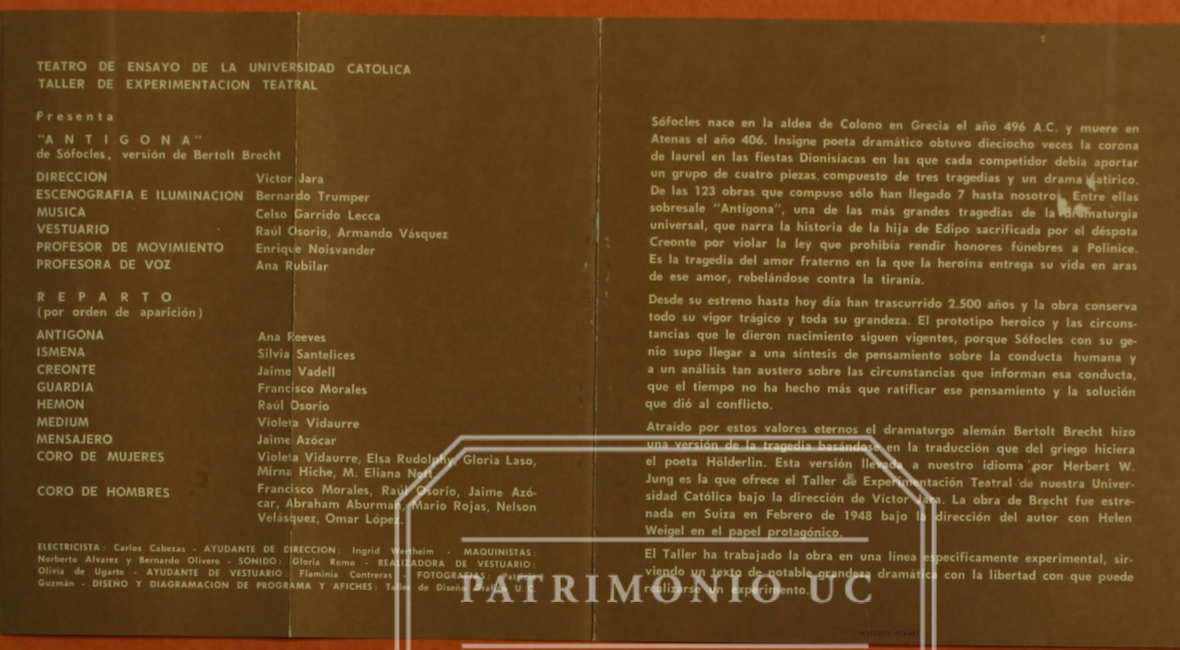 TEATRO DE ENSAYO DE LA UNIVERSIDAD CATOLICA
TALLER DE EXPERIMENTACION TEATRAL
Presenta
"A N T I G O N A"
de Sófocles, versión de Bertolt Brecht
DIRECCION Victor Jara
ESCENOGRAFIA E ILUMINACION Bernardo Trumper
MUSICA Celso Garrido Lecca
VESTUARIO Raúl Osorio, Armando Vásquez
PROFESOR DE MOVIMIENTO Enrique Noisvander
PROFESORA DE VOZ Ana Rubilar
R E P A R T O
(por orden de aparición)
ANTIGONA Ana Reeves
ISMENA Silvia Santelices
CREONTE Jaime Vadell
GUARDIA Francisco Morales
HEMON Raúl Osorio
MEDIUM Violeta Vidaurre
MENSAJERO Jaime Azócar
CORO DE MUJERES Violeta Vidaurre, Elsa Rudolphy, Gloria Laso,
Mirna Hiche, M. Eliana Nett
CORO DE HOMBRES Francisco Morales, Raúl Osorio, Jaime Azó-
car, Abraham Aburman, Mario Rojas, Nelson
Velásquez, Omar López.
ELECTRICISTA: Carlos Cabezas - AYUDANTE DE DIRECCION: Ingrid Wertheim - MAQUINISTAS:
Norberto Alvarez y Bernardo Olivero - SONIDO: Gloria Romo - REALIZADORA DE VESTUARIO:
Olivia de Ugarte - AYUDANTE DE VESTUARIO: Flaminia Contreras - FOTOGRAFIAS:
Guzmán - DISEÑO Y DIAGRAMACION DE PROGRAMA Y AFICHES: Taller de Diseño Gráfico U. C.
Sófocles nace en la aldea de Colono en Grecia el año 496 A.C. y muere en
Atenas el año 406. Insigne poeta dramático obtuvo dieciocho veces la corona
de laurel en las fiestas Dionisíacas en las que cada competidor debía aportar
un grupo de cuatro piezas compuesto de tres tragedias y un drama satírico.
De las 123 obras que compuso sólo han llegado 7 hasta nosotros. Entre ellas
sobresale "Antígona", una de las más grandes tragedias de la dramaturgia
universal, que narra la historia de la hija de Edipo sacrificada por el déspota
Creonte por violar la ley que prohibía rendir honores fúnebres a Polinice.
Es la tragedia del amor fraterno en la que la heroína entrega su vida en aras
de ese amor, rebelándose contra la tiranía.
Desde su estreno hasta hoy día han trascurrido 2.500 años y la obra conserva
todo su vigor trágico y toda su grandeza. El prototipo heroico y las circuns-
tancias que le dieron nacimiento siguen vigentes, porque Sófocles con su ge-
nio supo llegar a una síntesis de pensamiento sobre la conducta humana y
a un análisis tan austero sobre las circunstancias que informan esa conducta,
que el tiempo no ha hecho más que ratificar ese pensamiento y la solución
que dió al conflicto.
Atraído por estos valores eternos el dramaturgo alemán Bertolt Brecht hizo
una versión de la tragedia basándose en la traducción que del griego hiciera
el poeta Hölderlin. Esta versión llevada a nuestro idioma por Herbert W.
Jung es la que ofrece el Taller de Experimentación Teatral de nuestra Univer-
sidad Católica bajo la dirección de Victor Jara. La obra de Brecht fue estre-
nada en Suiza en Febrero de 1948 bajo la dirección del autor con Helen
Weigel en el papel protagónico.
El Taller ha trabajado la obra en una línea especificamente experimental, sir-
viendo un texto de notable grandeza dramática con la libertad con que puede
realizarse un experimento.
PATRIMONIO UC